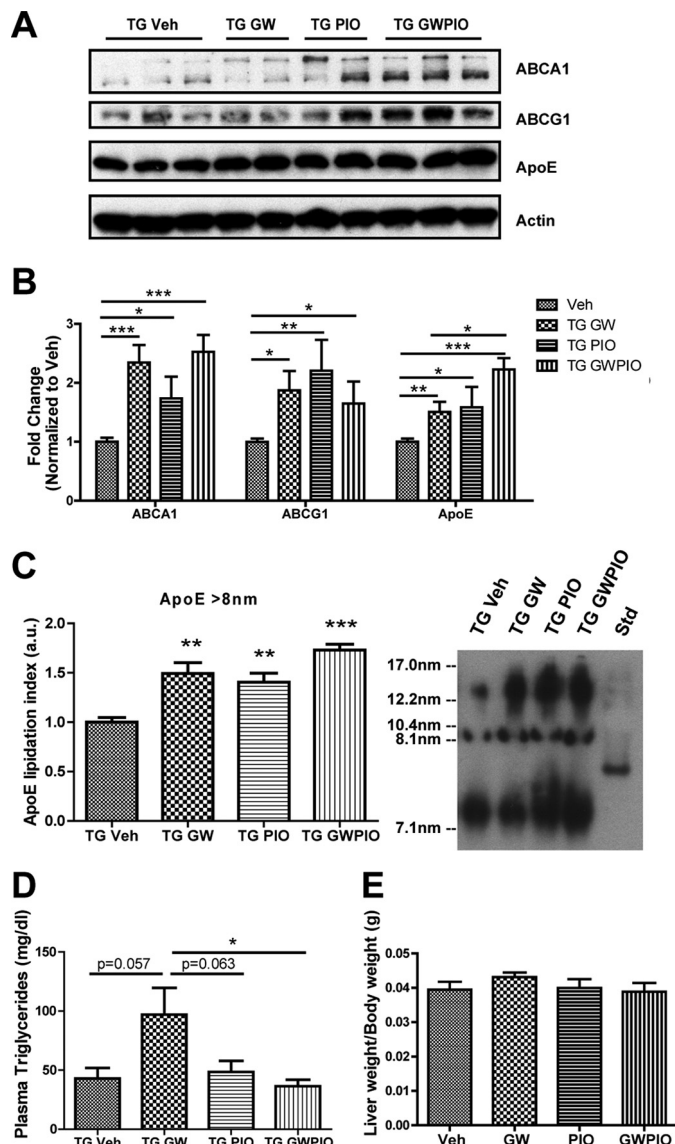 A
TG Veh TG GW TG PIO TG GWPIO
ABCA1
ABCG1
ApoE
Actin
B
Fold Change
(Normalized to Veh)
3
2
1
0
*** * *** * ** * ** * *** *
ABCA1 ABCG1 ApoE
Veh
TG GW
TG PIO
TG GWPIO
C
ApoE >8nm
ApoE lipidation index (a.u.)
2.0
1.5
1.0
0.5
0.0
** ** ***
TG Veh TG GW TG PIO TG GWPIO
TG Veh TG GW TG PIO TG GWPIO Std
17.0nm --
12.2nm --
10.4nm --
8.1nm --
7.1nm --
D
Plasma Triglycerides (mg/dl)
150
100
50
0
p=0.057 p=0.063 *
TG Veh TG GW TG PIO TG GWPIO
E
Liver weight/Body weight (g)
0.05
0.04
0.03
0.02
0.01
0.00
Veh GW PIO GWPIO